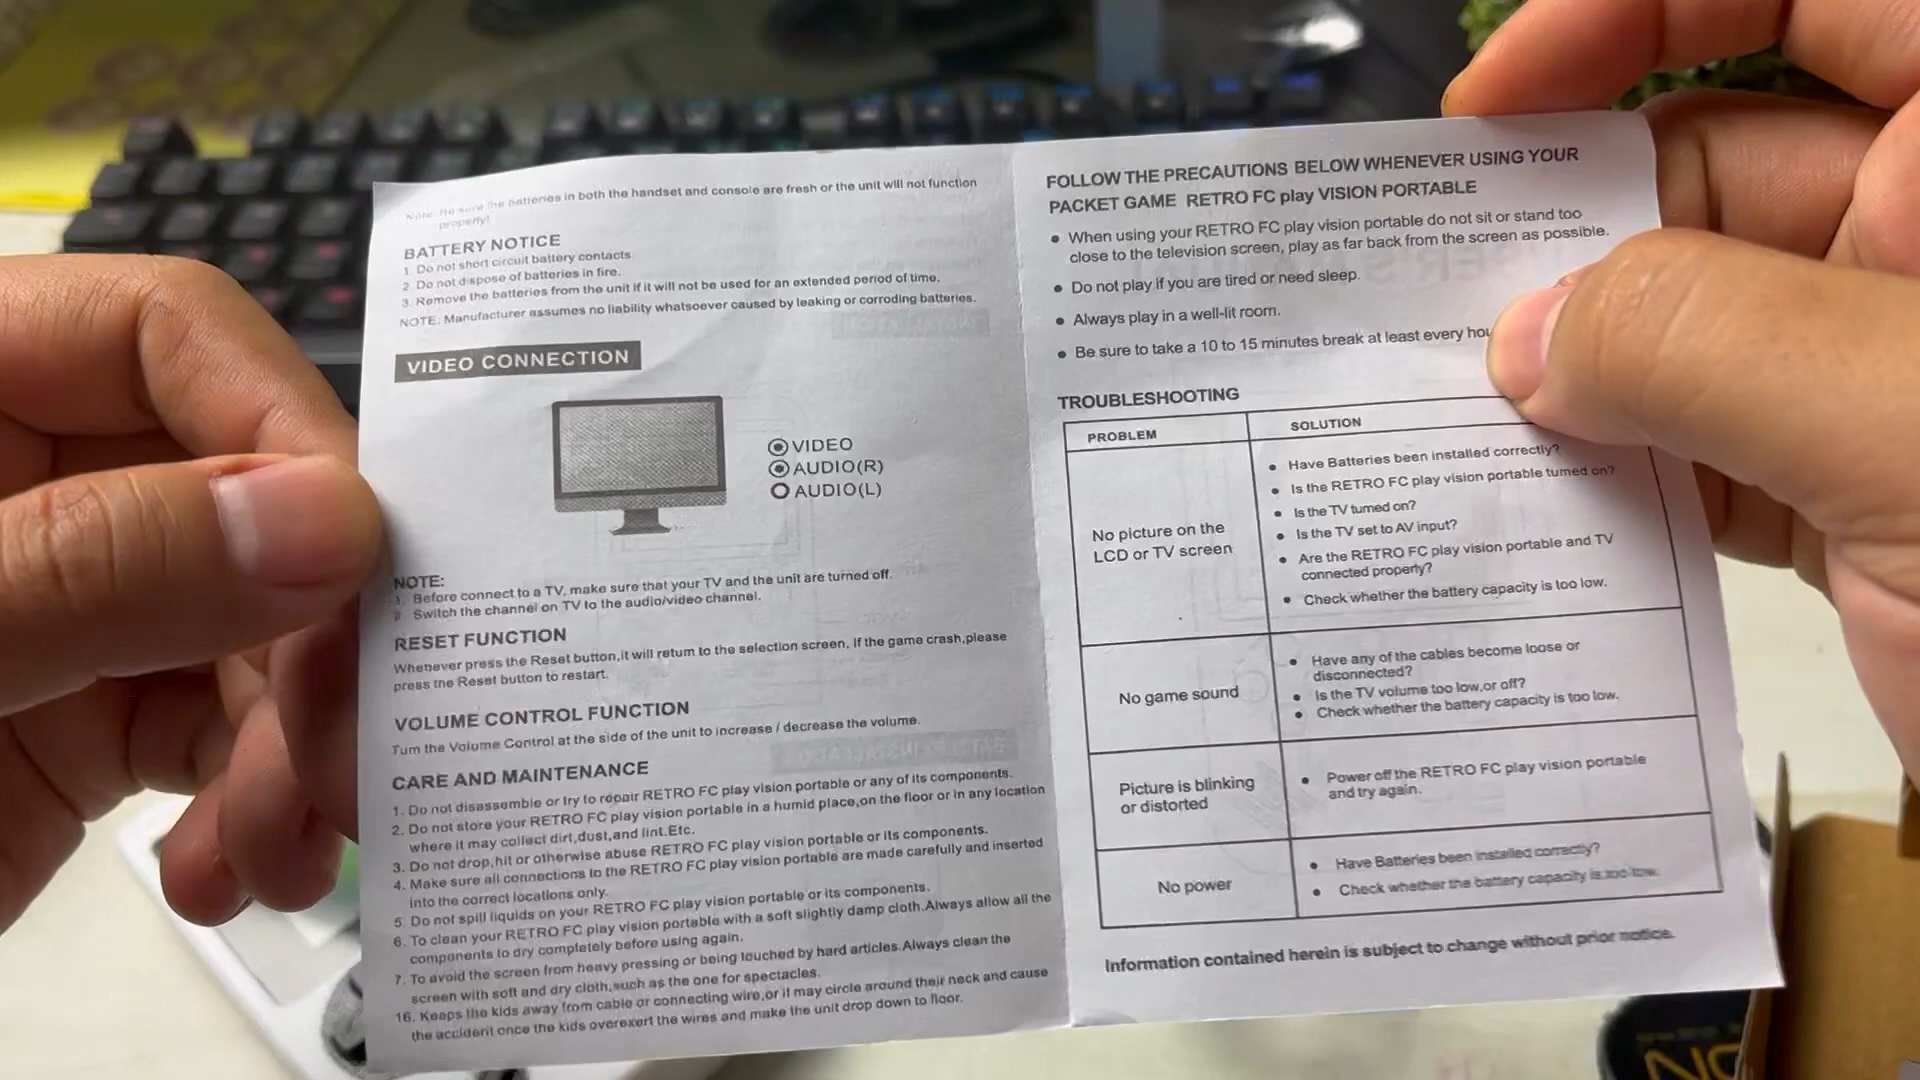 Note: Be sure the batteries in both the handset and console are fresh or the unit will not function
properly!
BATTERY NOTICE
1. Do not short circuit battery contacts
2. Do not dispose of batteries in fire.
3. Remove the batteries from the unit if it will not be used for an extended period of time.
NOTE: Manufacturer assumes no liability whatsoever caused by leaking or corroding batteries.
VIDEO CONNECTION
VIDEO
AUDIO(R)
AUDIO(L)
NOTE:
Before connect to a TV, make sure that your TV and the unit are turned off.
Switch the channel on TV to the audio/video channel.
RESET FUNCTION
Whenever press the Reset button,it will return to the selection screen. If the game crash,please
press the Reset button to restart.
VOLUME CONTROL FUNCTION
Turn the Volume Control at the side of the unit to increase / decrease the volume.
CARE AND MAINTENANCE
1. Do not disassemble or try to repair RETRO FC play vision portable or any of its components.
2. Do not store your RETRO FC play vision portable in a humid place,on the floor or in any location
where it may collect dirt,dust,and lint.Etc.
3. Do not drop,hit or otherwise abuse RETRO FC play vision portable or its components.
4. Make sure all connections to the RETRO FC play vision portable are made carefully and inserted
into the correct locations only.
5. Do not spill liquids on your RETRO FC play vision portable or its components.
6. To clean your RETRO FC play vision portable with a soft slightly damp cloth.Always allow all the
components to dry completely before using again.
7. To avoid the screen from heavy pressing or being touched by hard articles.Always clean the
screen with soft and dry cloth,such as the one for spectacles.
16. Keeps the kids away from cable or connecting wire,or it may circle around their neck and cause
the accident once the kids overexert the wires and make the unit drop down to floor.
FOLLOW THE PRECAUTIONS BELOW WHENEVER USING YOUR
PACKET GAME RETRO FC play VISION PORTABLE
• When using your RETRO FC play vision portable do not sit or stand too
close to the television screen, play as far back from the screen as possible.
• Do not play if you are tired or need sleep.
• Always play in a well-lit room.
• Be sure to take a 10 to 15 minutes break at least every hou
TROUBLESHOOTING
PROBLEM
SOLUTION
No picture on the
LCD or TV screen
• Have Batteries been installed correctly?
• Is the RETRO FC play vision portable turned on?
• Is the TV turned on?
• Is the TV set to AV input?
• Are the RETRO FC play vision portable and TV
connected properly?
• Check whether the battery capacity is too low.
No game sound
• Have any of the cables become loose or
disconnected?
• Is the TV volume too low,or off?
• Check whether the battery capacity is too low.
Picture is blinking
or distorted
• Power off the RETRO FC play vision portable
and try again.
No power
• Have Batteries been installed correctly?
• Check whether the battery capacity is too low.
Information contained herein is subject to change without prior notice.